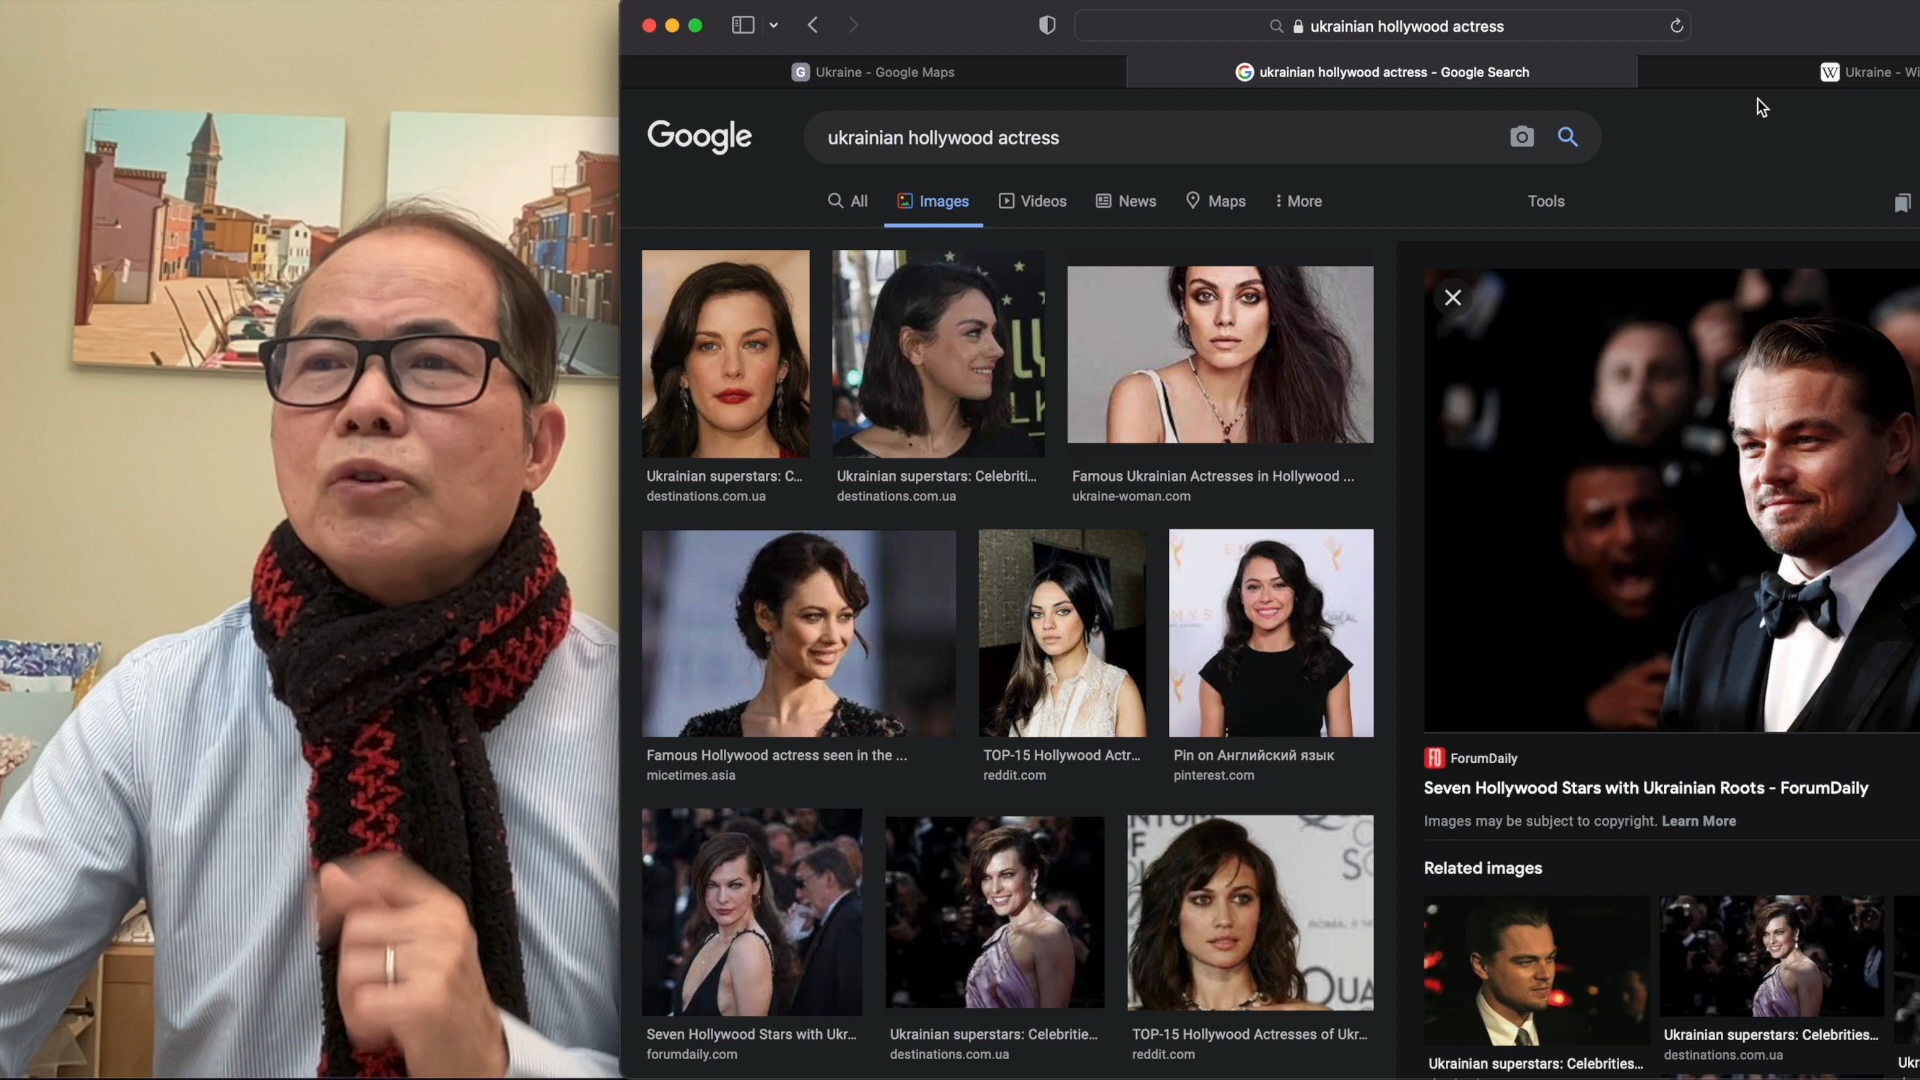 ukrainian hollywood actress
Ukraine - Google Maps
ukrainian hollywood actress - Google Search
Ukraine - Wi
Google
ukrainian hollywood actress
All
Images
Videos
News
Maps
More
Tools
Ukrainian superstars: C...
destinations.com.ua
Ukrainian superstars: Celebriti...
destinations.com.ua
Famous Ukrainian Actresses in Hollywood ...
ukraine-woman.com
Famous Hollywood actress seen in the ...
micetimes.asia
TOP-15 Hollywood Actr...
reddit.com
Pin on Английский язык
pinterest.com
Seven Hollywood Stars with Ukr...
forumdaily.com
Ukrainian superstars: Celebritie...
destinations.com.ua
TOP-15 Hollywood Actresses of Ukr...
reddit.com
FD ForumDaily
Seven Hollywood Stars with Ukrainian Roots - ForumDaily
Images may be subject to copyright. Learn More
Related images
Ukrainian superstars: Celebrities...
Ukrainian superstars: Celebrities...
destinations.com.ua
Ukr